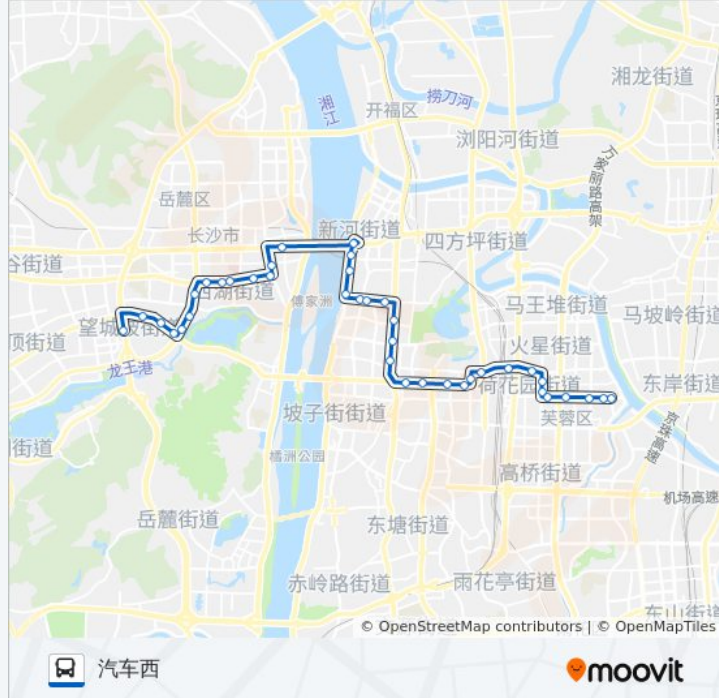 湘龙街道
捞刀河
湘江
开福区
浏阳河街道
万家丽路高架
岳麓区
长沙市
新河街道
四方坪街道
谷街道
西湖街道
傅家洲
马王堆街道
望城坡街道
马坡岭街道
顶街道
火星街道
龙王港
荷花园街道
东岸街道
坡子街街道
芙蓉区
京珠高速
橘洲公园
街道
高桥街道
机场高速
岳麓街道
东塘街道
赤岭路街道
雨花亭街道
东山街道
© OpenStreetMap contributors | © OpenMapTiles
汽车西
moovit